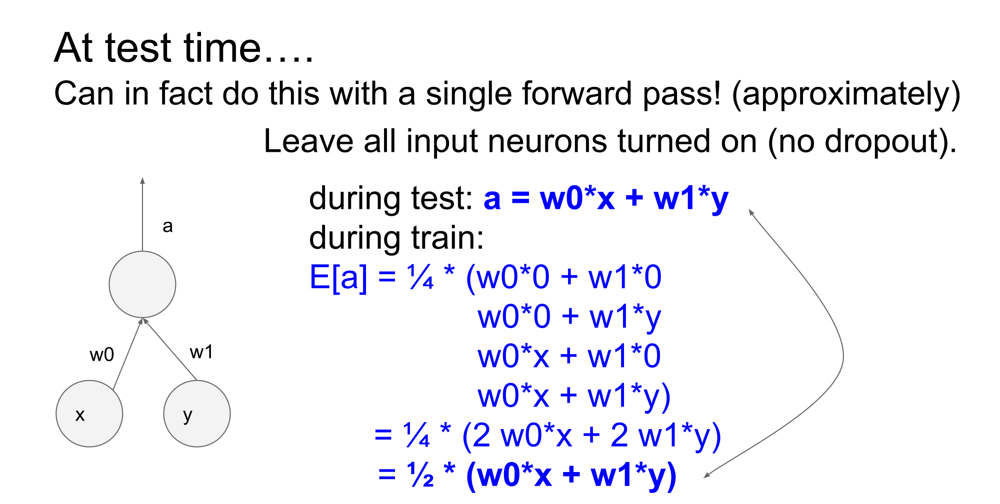 At test time….
Can in fact do this with a single forward pass! (approximately)
Leave all input neurons turned on (no dropout).
during test: a = w0*x + w1*y
during train:
E[a] = ¼ * (w0*0 + w1*0
w0*0 + w1*y
w0*x + w1*0
w0*x + w1*y)
= ¼ * (2 w0*x + 2 w1*y)
= ½ * (w0*x + w1*y)
a
w0
w1
x
y